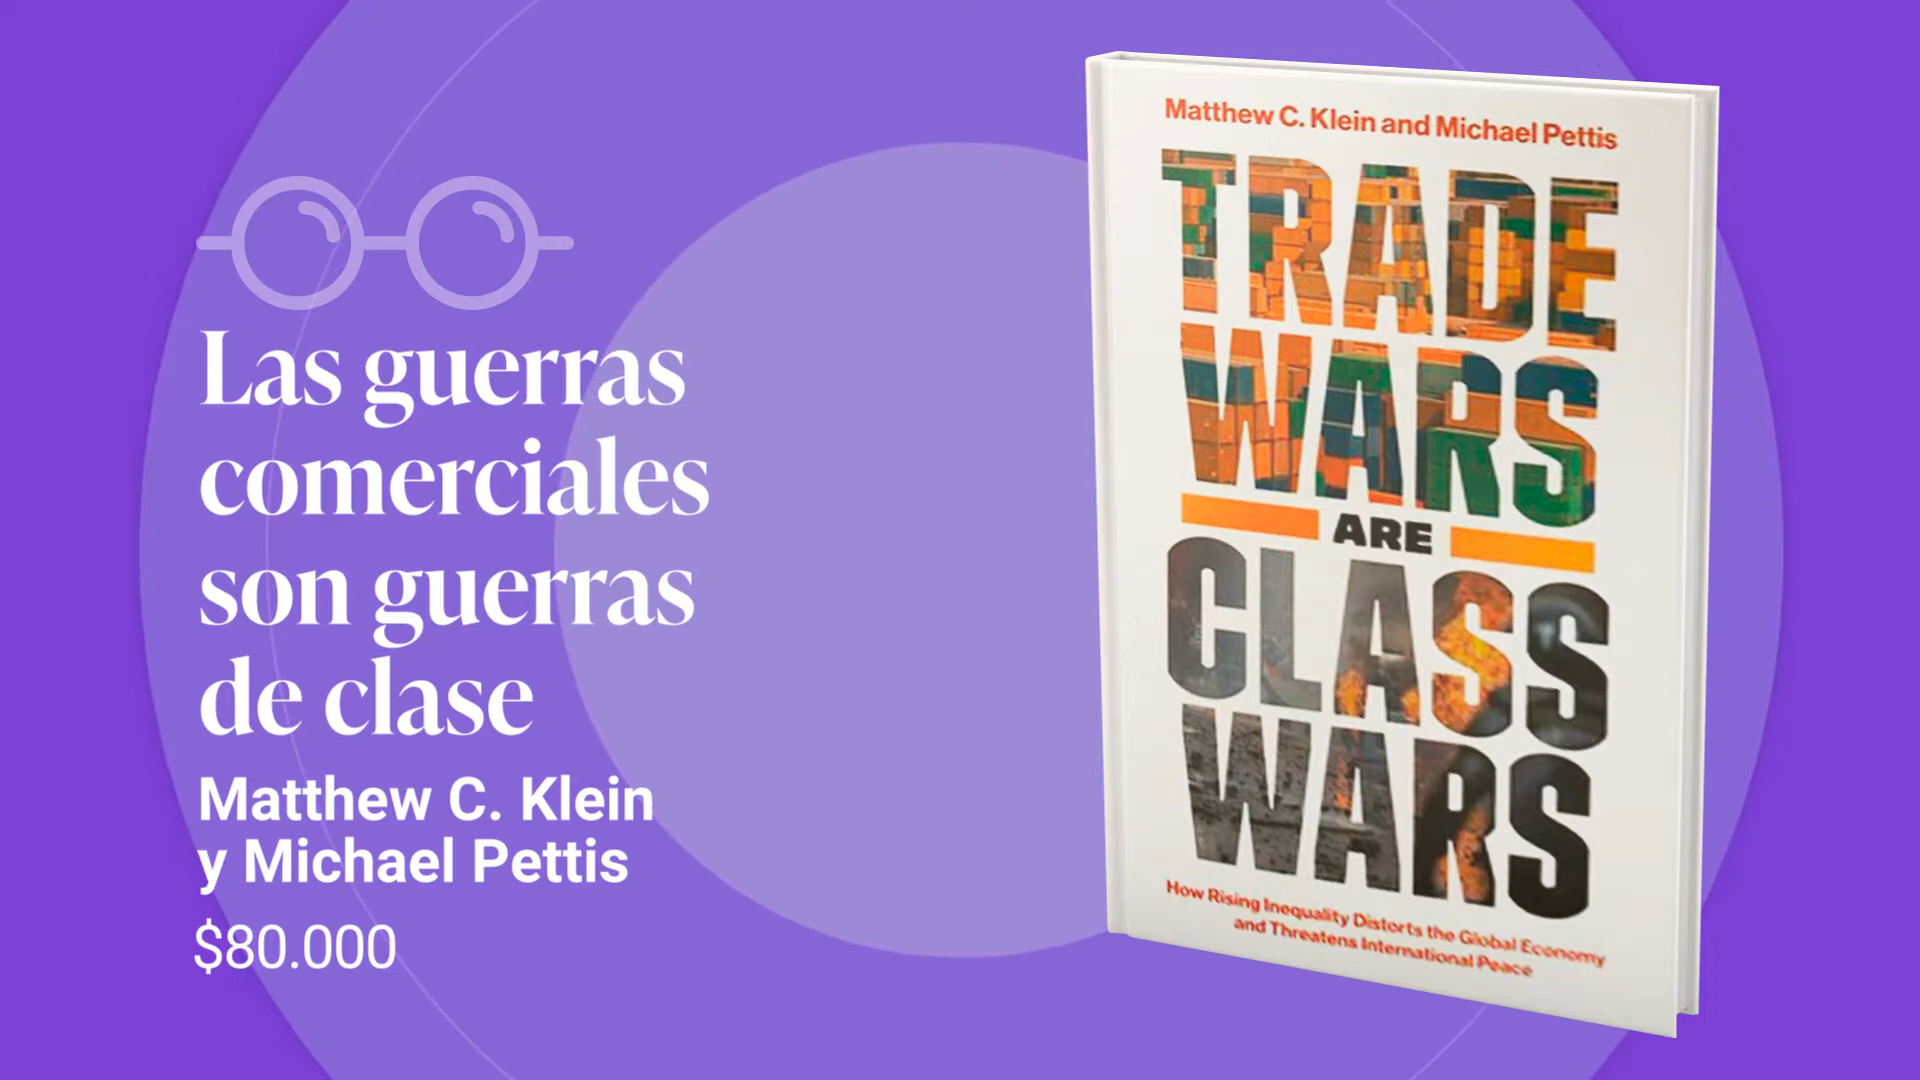 Las guerras
comerciales
son guerras
de clase
Matthew C. Klein
y Michael Pettis
$80.000
Matthew C. Klein and Michael Pettis
TRADE
WARS
ARE
CLASS
WARS
How Rising Inequality Distorts the Global Economy
and Threatens International Peace